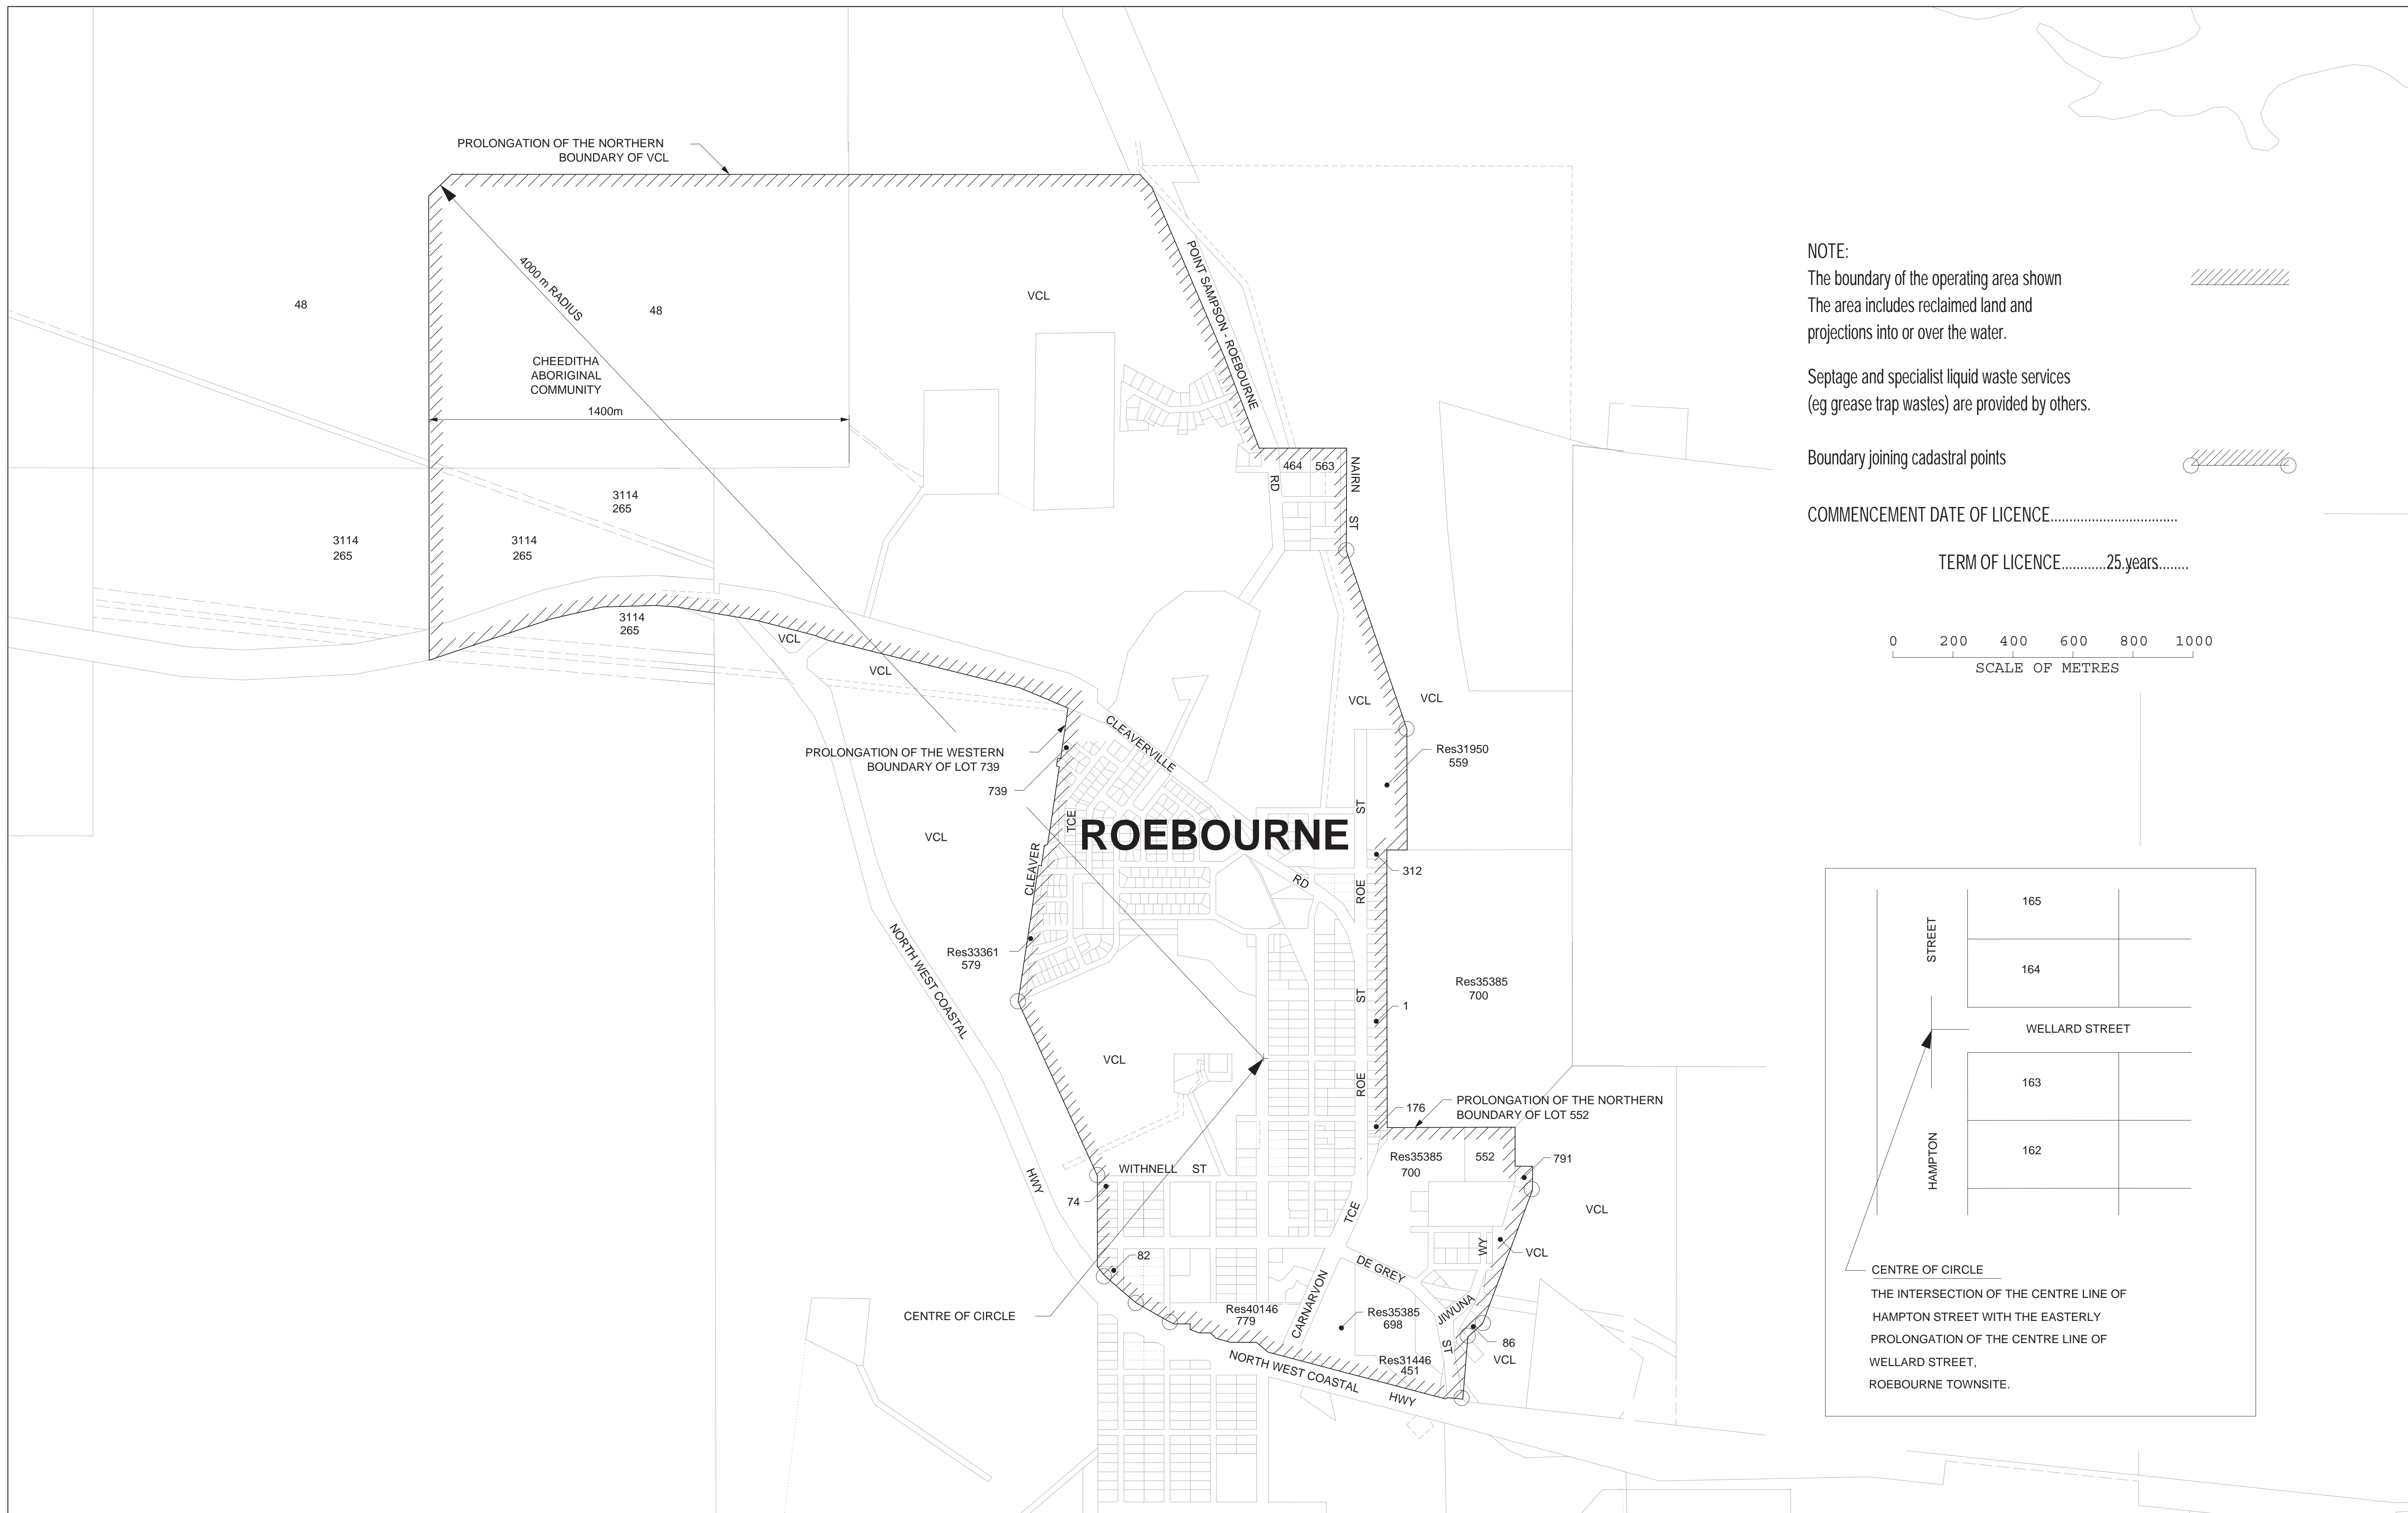 PROLONGATION OF THE NORTHERN
BOUNDARY OF VCL
4000 m RADIUS
48
48
VCL
CHEEDITHA
ABORIGINAL
COMMUNITY
1400m
POINT SAMPSON - ROEBOURNE
RD
464
563
NAIRN
ST
3114
265
3114
265
3114
265
3114
265
VCL
VCL
VCL
VCL
CLEAVERVILLE
RD
PROLONGATION OF THE WESTERN
BOUNDARY OF LOT 739
739
Res31950
559
TCE
CLEAVER
ROEBOURNE
ST
ROE
312
VCL
Res33361
579
NORTH WEST COASTAL
HWY
Res35385
700
ST
ROE
1
VCL
176
PROLONGATION OF THE NORTHERN
BOUNDARY OF LOT 552
WITHNELL ST
74
82
Res35385
700
552
791
VCL
TCE
CARNARVON
DE GREY
ST
WY
JIWUNA
VCL
CENTRE OF CIRCLE
Res40146
779
Res35385
698
86
VCL
Res31446
451
NORTH WEST COASTAL
HWY
NOTE:
The boundary of the operating area shown
The area includes reclaimed land and
projections into or over the water.
Septage and specialist liquid waste services
(eg grease trap wastes) are provided by others.
Boundary joining cadastral points
COMMENCEMENT DATE OF LICENCE..................................
TERM OF LICENCE............25.years........
0 200 400 600 800 1000
SCALE OF METRES
165
STREET
164
WELLARD STREET
163
HAMPTON
162
CENTRE OF CIRCLE
THE INTERSECTION OF THE CENTRE LINE OF
HAMPTON STREET WITH THE EASTERLY
PROLONGATION OF THE CENTRE LINE OF
WELLARD STREET,
ROEBOURNE TOWNSITE.